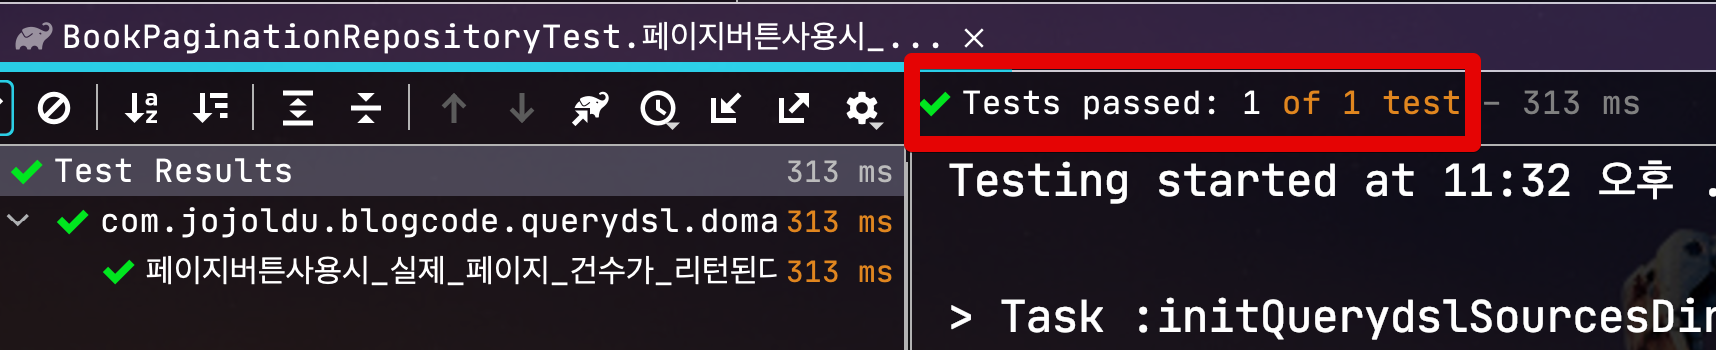 BookPaginationRepositoryTest.페이지버튼사용시_... ×
Tests passed: 1 of 1 test – 313 ms
Test Results 313 ms
com.jojoldu.blogcode.querydsl.doma 313 ms
페이지버튼사용시_실제_페이지_건수가_리턴된 313 ms
Testing started at 11:32 오후 .
> Task :initQuerydslSourcesDir